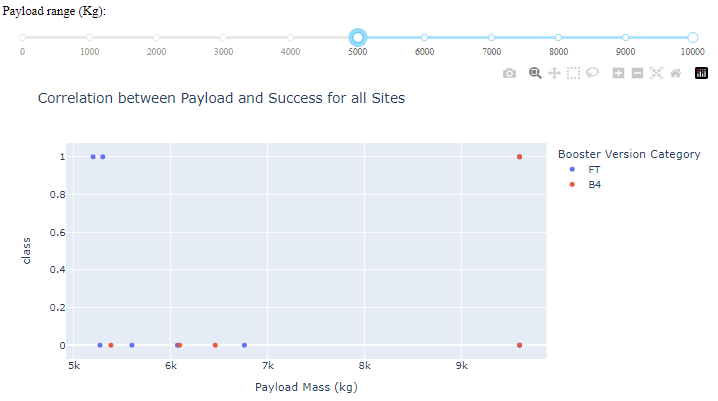 Payload range (Kg):
0 1000 2000 3000 4000 5000 6000 7000 8000 9000 10000
Correlation between Payload and Success for all Sites
Booster Version Category
FT
B4
1
0.8
0.6
0.4
0.2
0
class
5k 6k 7k 8k 9k
Payload Mass (kg)